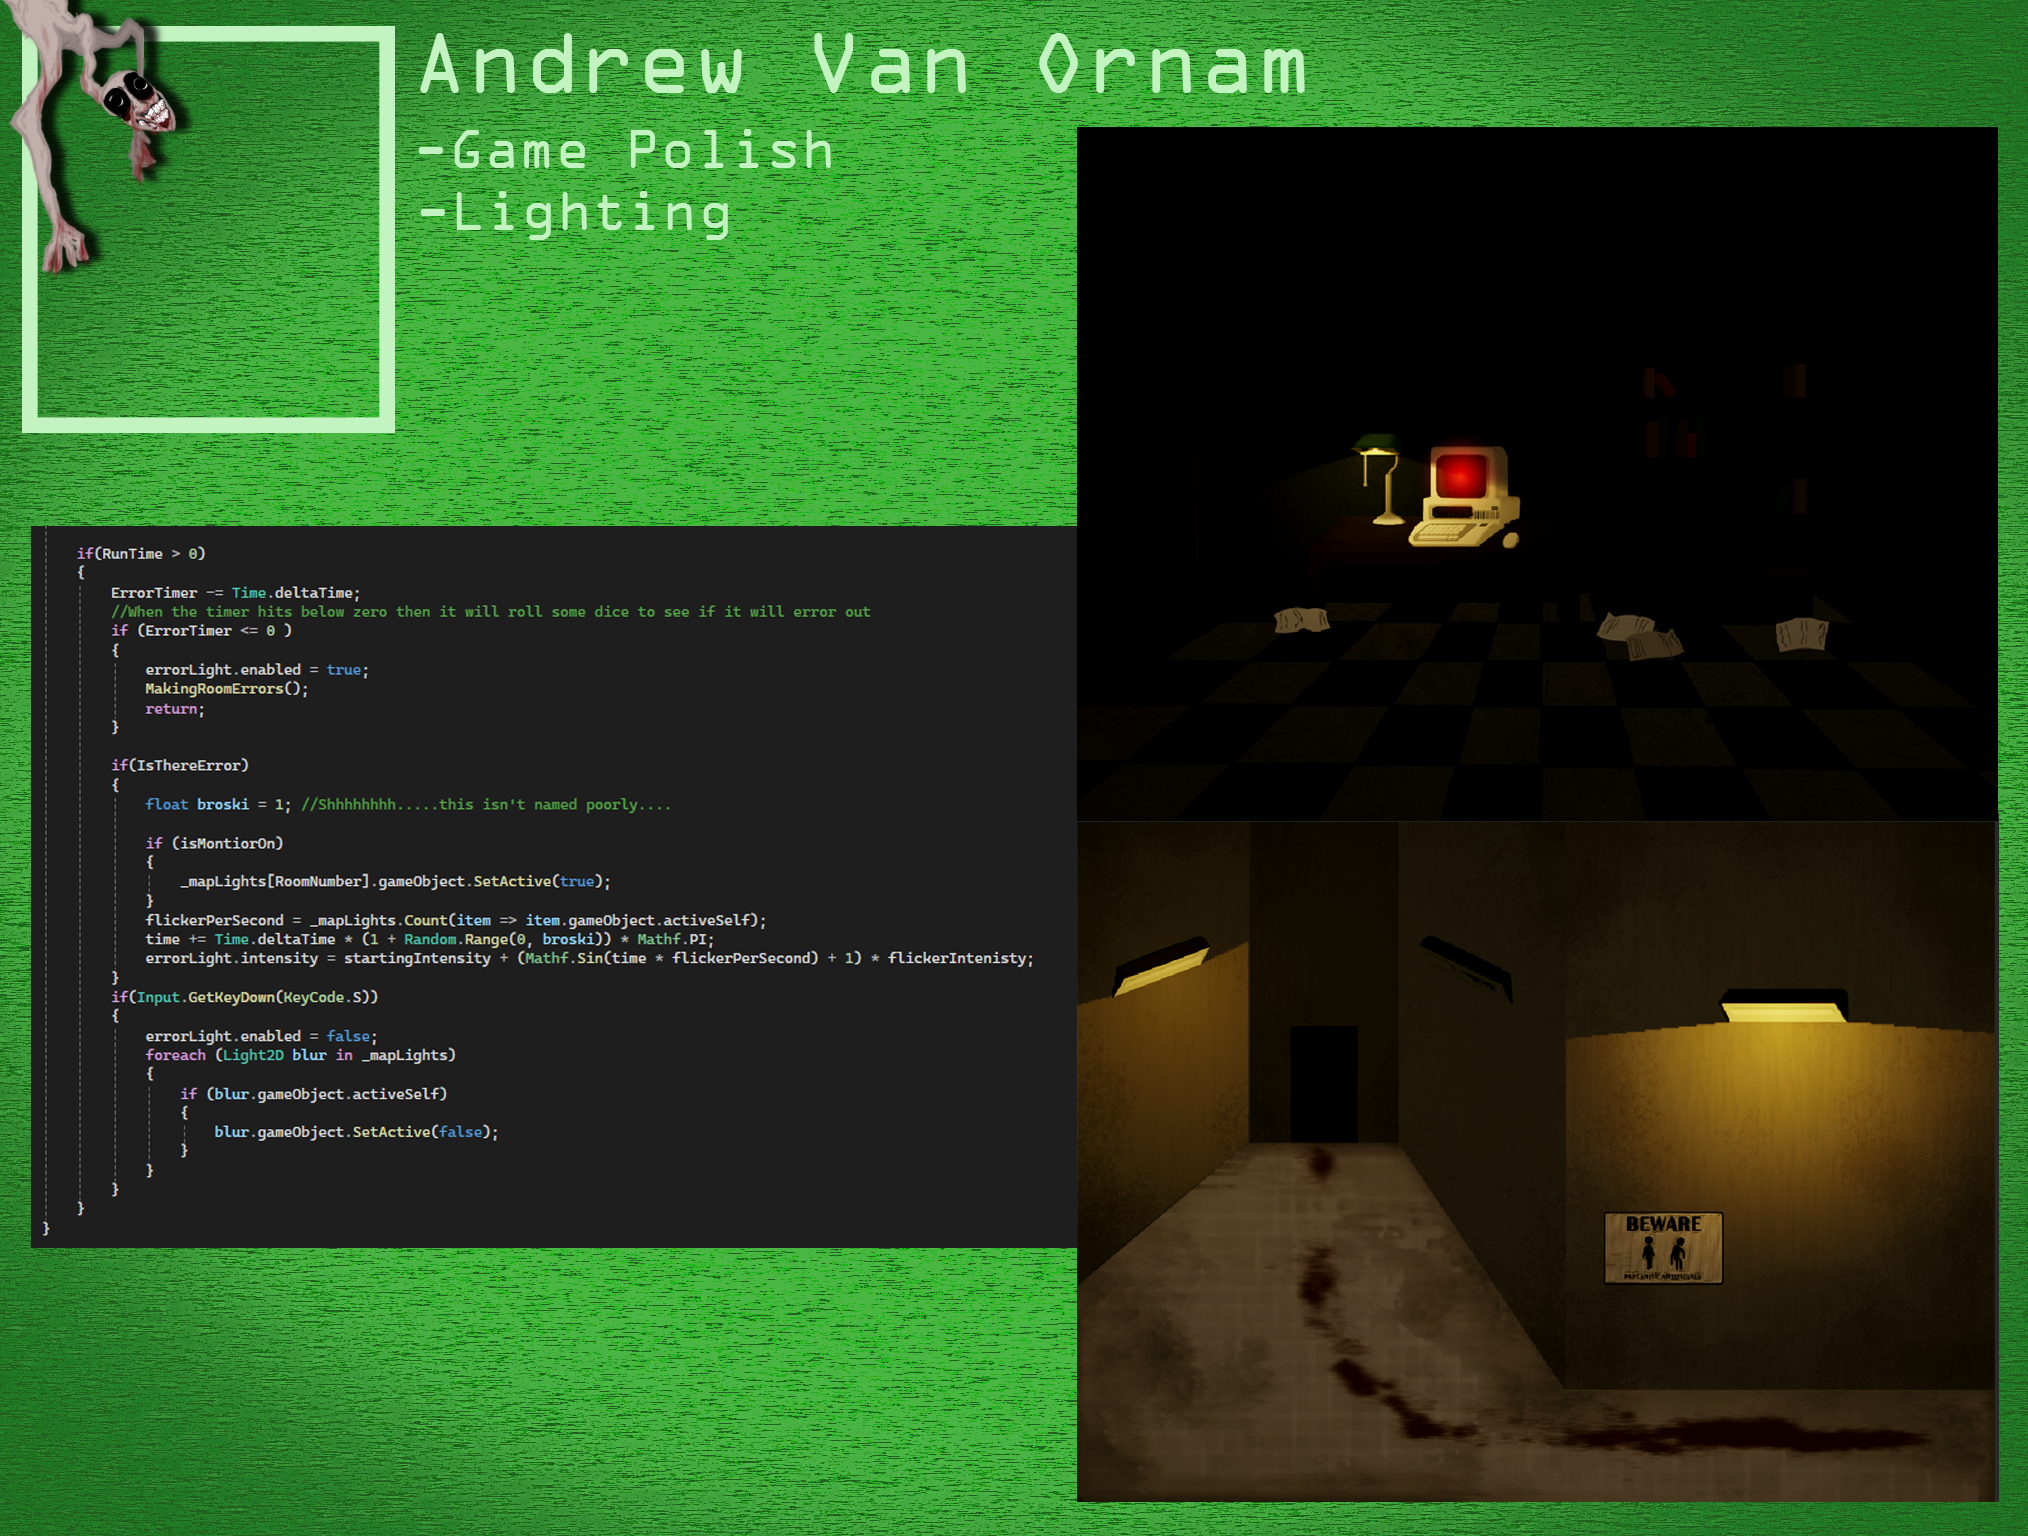 Andrew Van Ornam
-Game Polish
-Lighting
if(RunTime > 0)
{
ErrorTimer -= Time.deltaTime;
//When the timer hits below zero then it will roll some dice to see if it will error out
if (ErrorTimer <= 0 )
{
errorLight.enabled = true;
MakingRoomErrors();
return;
}
if(IsThereError)
{
float broski = 1; //Shhhhhhhh.....this isn't named poorly....
if (isMontiorOn)
{
_mapLights[RoomNumber].gameObject.SetActive(true);
}
flickerPerSecond = _mapLights.Count(item => item.gameObject.activeSelf);
time += Time.deltaTime * (1 + Random.Range(0, broski)) * Mathf.PI;
errorLight.intensity = startingIntensity + (Mathf.Sin(time * flickerPerSecond) + 1) * flickerIntenisty;
}
if(Input.GetKeyDown(KeyCode.S))
{
errorLight.enabled = false;
foreach (Light2D blur in _mapLights)
{
if (blur.gameObject.activeSelf)
{
blur.gameObject.SetActive(false);
}
}
}
}
}
BEWARE